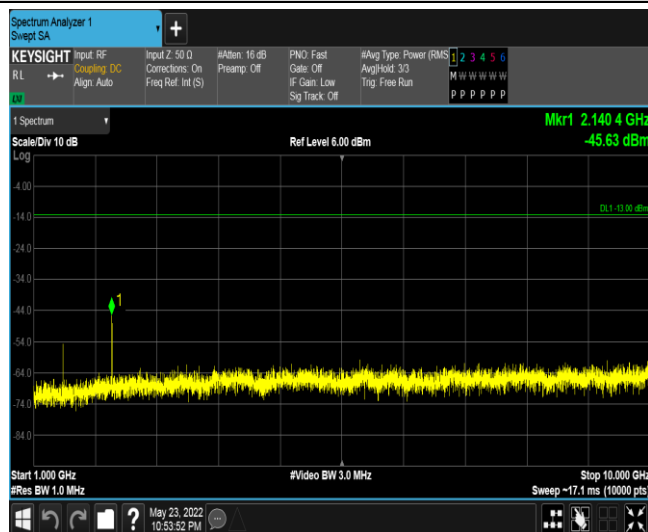 Spectrum Analyzer 1
Swept SA
+
KEYSIGHT Input: RF Input Z: 50 Ω #Atten: 16 dB PNO: Fast #Avg Type: Power (RMS 1 2 3 4 5 6
RL Coupling: DC Corrections: On Preamp: Off Gate: Off Avg|Hold: 3/3 M W W W W W
Align: Auto Freq Ref: Int (S) IF Gain: Low Trig: Free Run
Sig Track: Off P P P P P P
LXI
1 Spectrum Mkr1 2.140 4 GHz
Scale/Div 10 dB Ref Level 6.00 dBm -45.63 dBm
Log
-4.00
DL1 -13.00 dBm
-14.0
-24.0
-34.0
1
-44.0
-54.0
-64.0
-74.0
-84.0
Start 1.000 GHz #Video BW 3.0 MHz Stop 10.000 GHz
#Res BW 1.0 MHz Sweep ~17.1 ms (10000 pts)
? May 23, 2022
10:53:52 PM